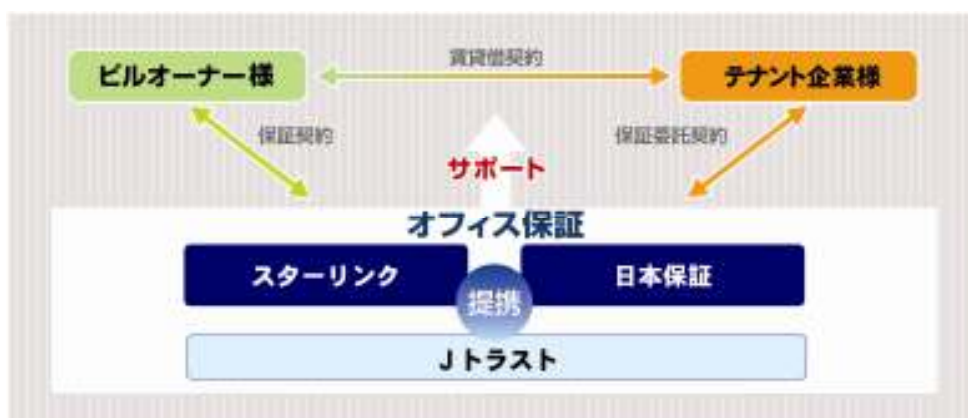 ビルオーナー様
賃貸借契約
テナント企業様
保証契約
保証委託契約
サポート
オフィス保証
スターリンク
日本保証
提携
Jトラスト